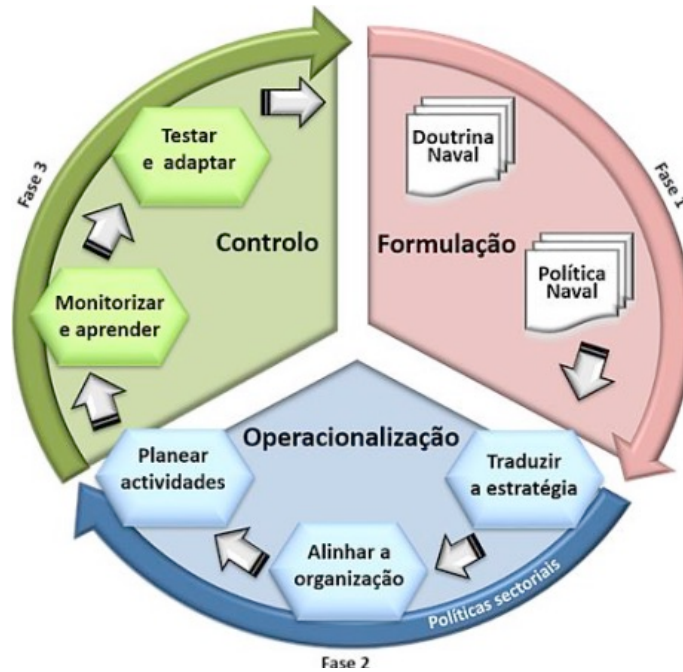 Fase 1
Formulação
Doutrina
Naval
Política
Naval
Fase 2
Operacionalização
Políticas sectoriais
Traduzir
a estratégia
Alinhar a
organização
Planear
actividades
Fase 3
Controlo
Monitorizar
e aprender
Testar
e adaptar